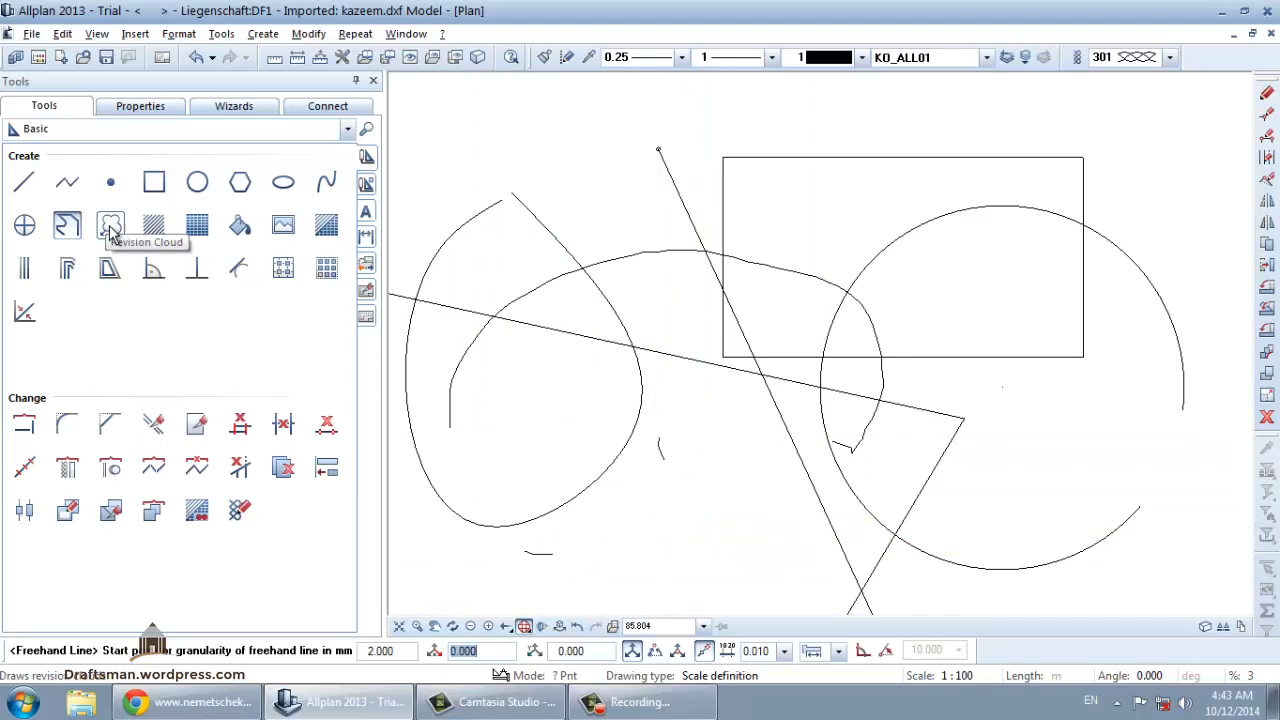 Allplan 2013 - Trial - < > - Liegenschaft:DF1 - Imported: kazeem.dxf Model - [Plan]
File Edit View Insert Format Tools Create Modify Repeat Window ?
0.25 1 1 KO_ALL01 301
Tools
Tools Properties Wizards Connect
Basic
Create
Revision Cloud
Change
85.804
<Freehand Line> Start p r granularity of freehand line in mm 2.000 0.000 0.000 0.010 10.000
Draftsman.wordpress.com
Draws revisi
Mode: ? Pnt Drawing type: Scale definition Scale: 1 : 100 Length: m Angle: 0.000 deg %: 3
www.nemetschek... Allplan 2013 - Tria... Camtasia Studio -... Recording...
EN 4:43 AM
10/12/2014